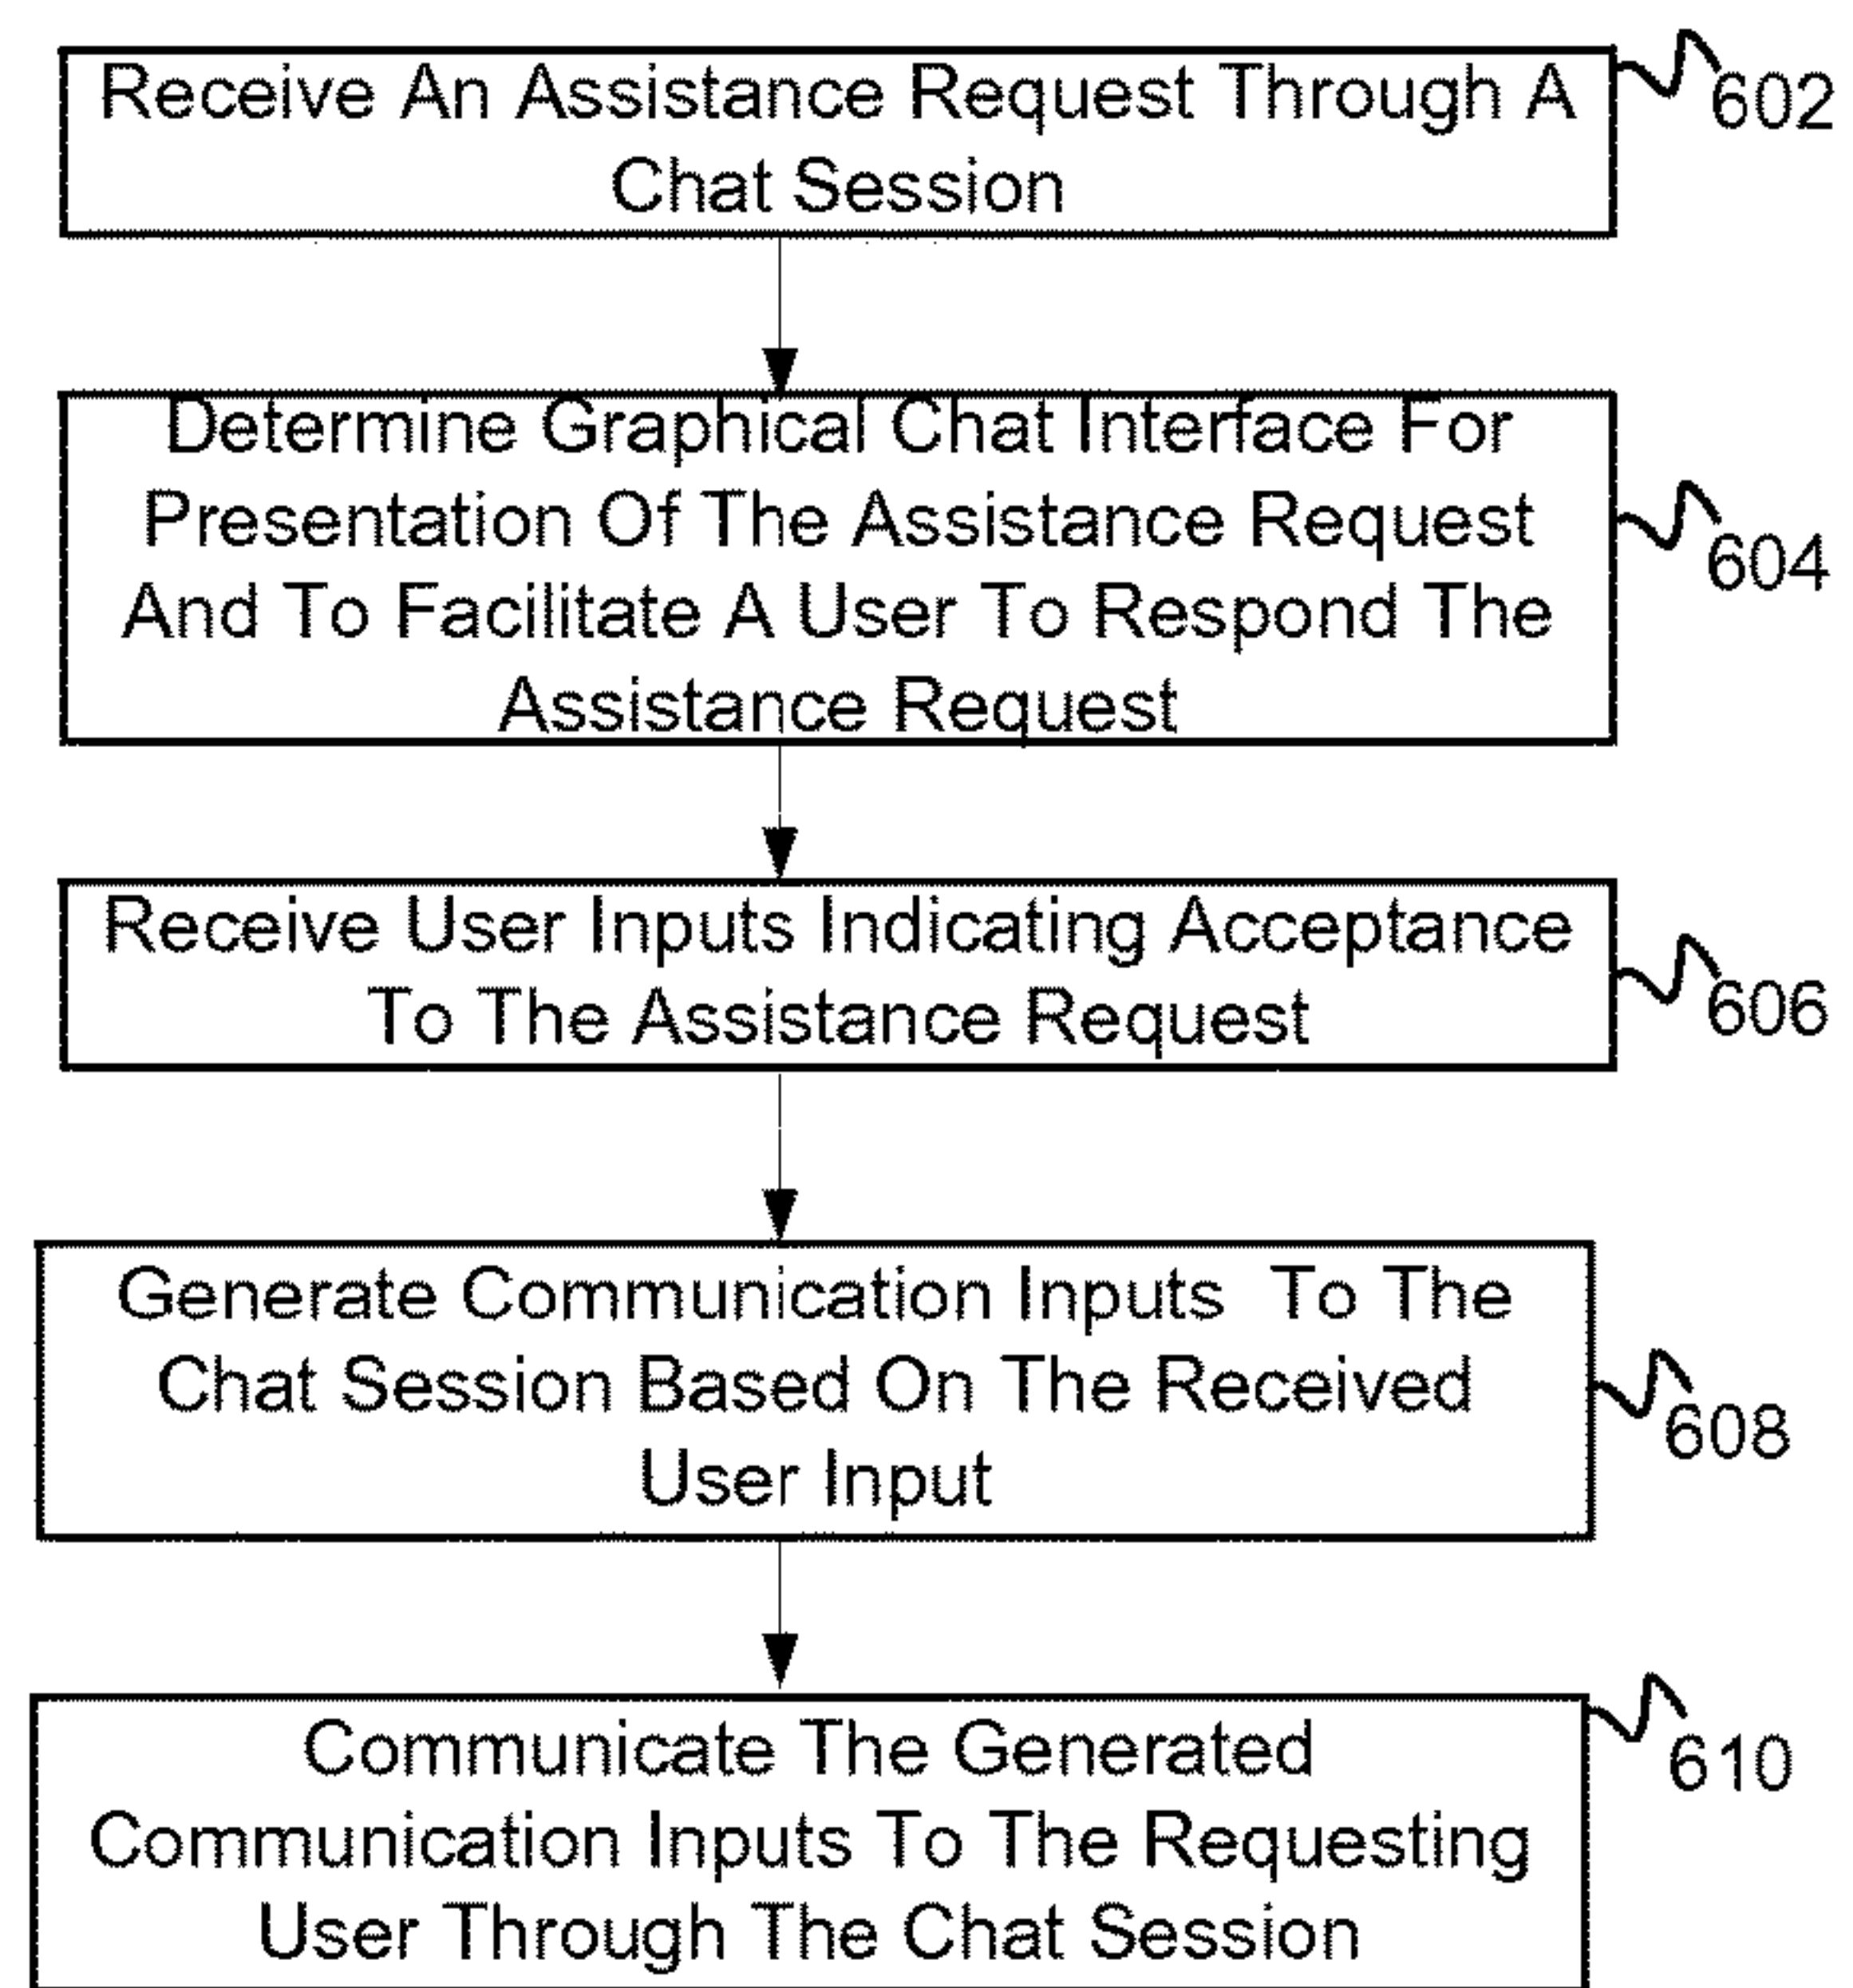 Receive An Assistance Request Through A
Chat Session
602
Determine Graphical Chat Interface For
Presentation Of The Assistance Request
And To Facilitate A User To Respond The
Assistance Request
604
Receive User Inputs Indicating Acceptance
To The Assistance Request
606
Generate Communication Inputs To The
Chat Session Based On The Received
User Input
608
Communicate The Generated
Communication Inputs To The Requesting
User Through The Chat Session
610